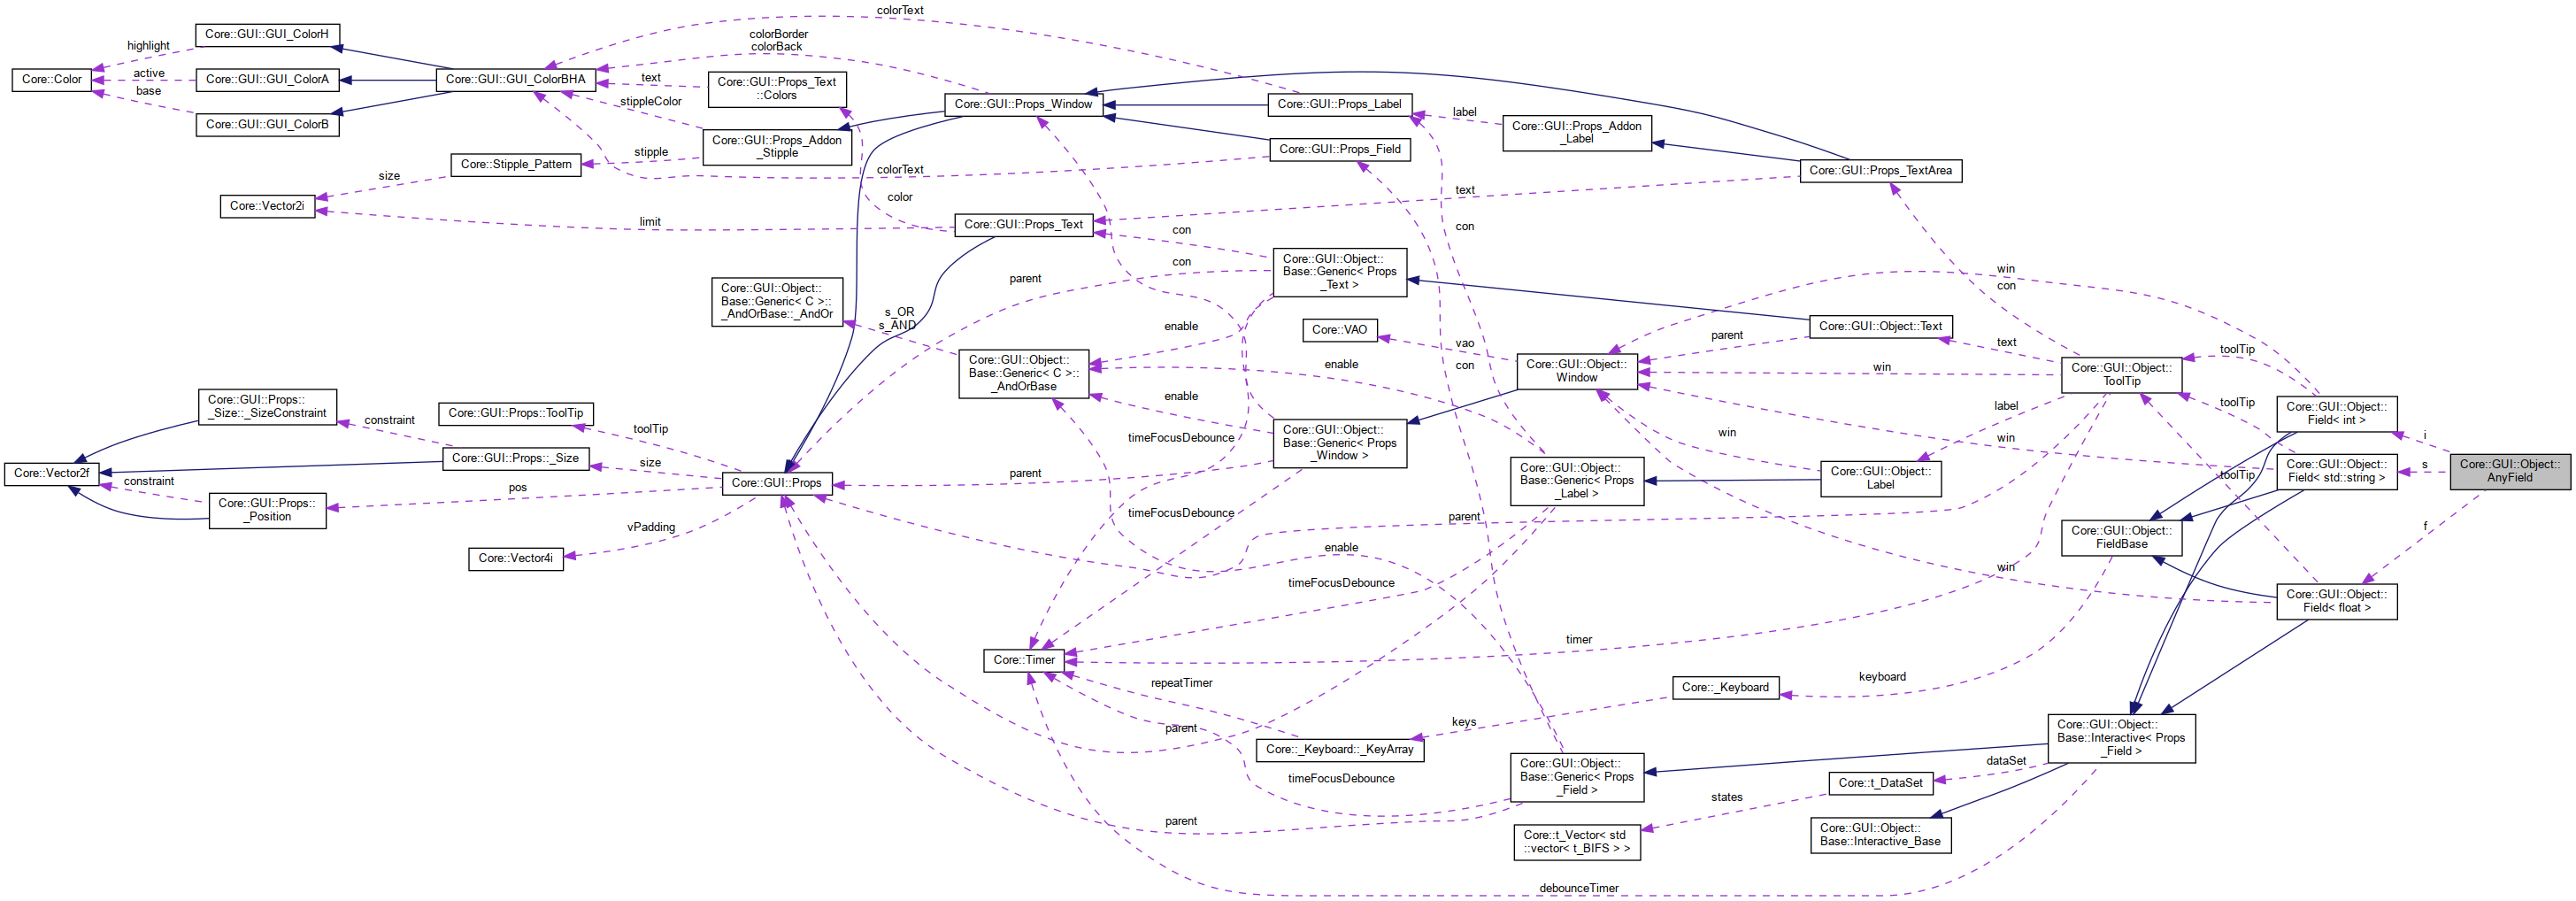 colorText
Core::GUI::GUI_ColorH
highlight
colorBorder
colorBack
Core::Color
active
Core::GUI::GUI_ColorA
Core::GUI::GUI_ColorBHA
text
Core::GUI::Props_Text
::Colors
base
stippleColor
Core::GUI::Props_Window
Core::GUI::Props_Label
label
Core::GUI::GUI_ColorB
Core::GUI::Props_Addon
_Label
Core::GUI::Props_Addon
_Stipple
stipple
Core::GUI::Props_Field
Core::Stipple_Pattern
colorText
Core::GUI::Props_TextArea
size
color
text
Core::Vector2i
limit
Core::GUI::Props_Text
con
con
Core::GUI::Object::
Base::Generic< Props
_Text >
con
parent
win
con
Core::GUI::Object::
Base::Generic< C >::
_AndOrBase::_AndOr
s_OR
s_AND
enable
Core::VAO
vao
parent
Core::GUI::Object::Text
text
toolTip
Core::GUI::Object::
Base::Generic< C >::
_AndOrBase
enable
con
Core::GUI::Object::
Window
win
Core::GUI::Object::
ToolTip
Core::GUI::Props::
_Size::_SizeConstraint
enable
label
toolTip
Core::GUI::Object::
Field< int >
constraint
Core::GUI::Props::ToolTip
toolTip
timeFocusDebounce
Core::GUI::Object::
Base::Generic< Props
_Window >
win
win
i
Core::Vector2f
Core::GUI::Props::_Size
size
parent
Core::GUI::Object::
Base::Generic< Props
_Label >
Core::GUI::Object::
Label
toolTip
Core::GUI::Object::
Field< std::string >
s
Core::GUI::Object::
AnyField
constraint
pos
Core::GUI::Props
Core::GUI::Props::
_Position
timeFocusDebounce
parent
vPadding
f
Core::GUI::Object::
FieldBase
enable
Core::Vector4i
win
timeFocusDebounce
Core::GUI::Object::
Field< float >
timer
Core::Timer
repeatTimer
Core::_Keyboard
keyboard
keys
parent
Core::_Keyboard::_KeyArray
Core::GUI::Object::
Base::Interactive< Props
_Field >
timeFocusDebounce
Core::GUI::Object::
Base::Generic< Props
_Field >
dataSet
Core::t_DataSet
states
parent
Core::t_Vector< std
::vector< t_BIFS > >
Core::GUI::Object::
Base::Interactive_Base
debounceTimer